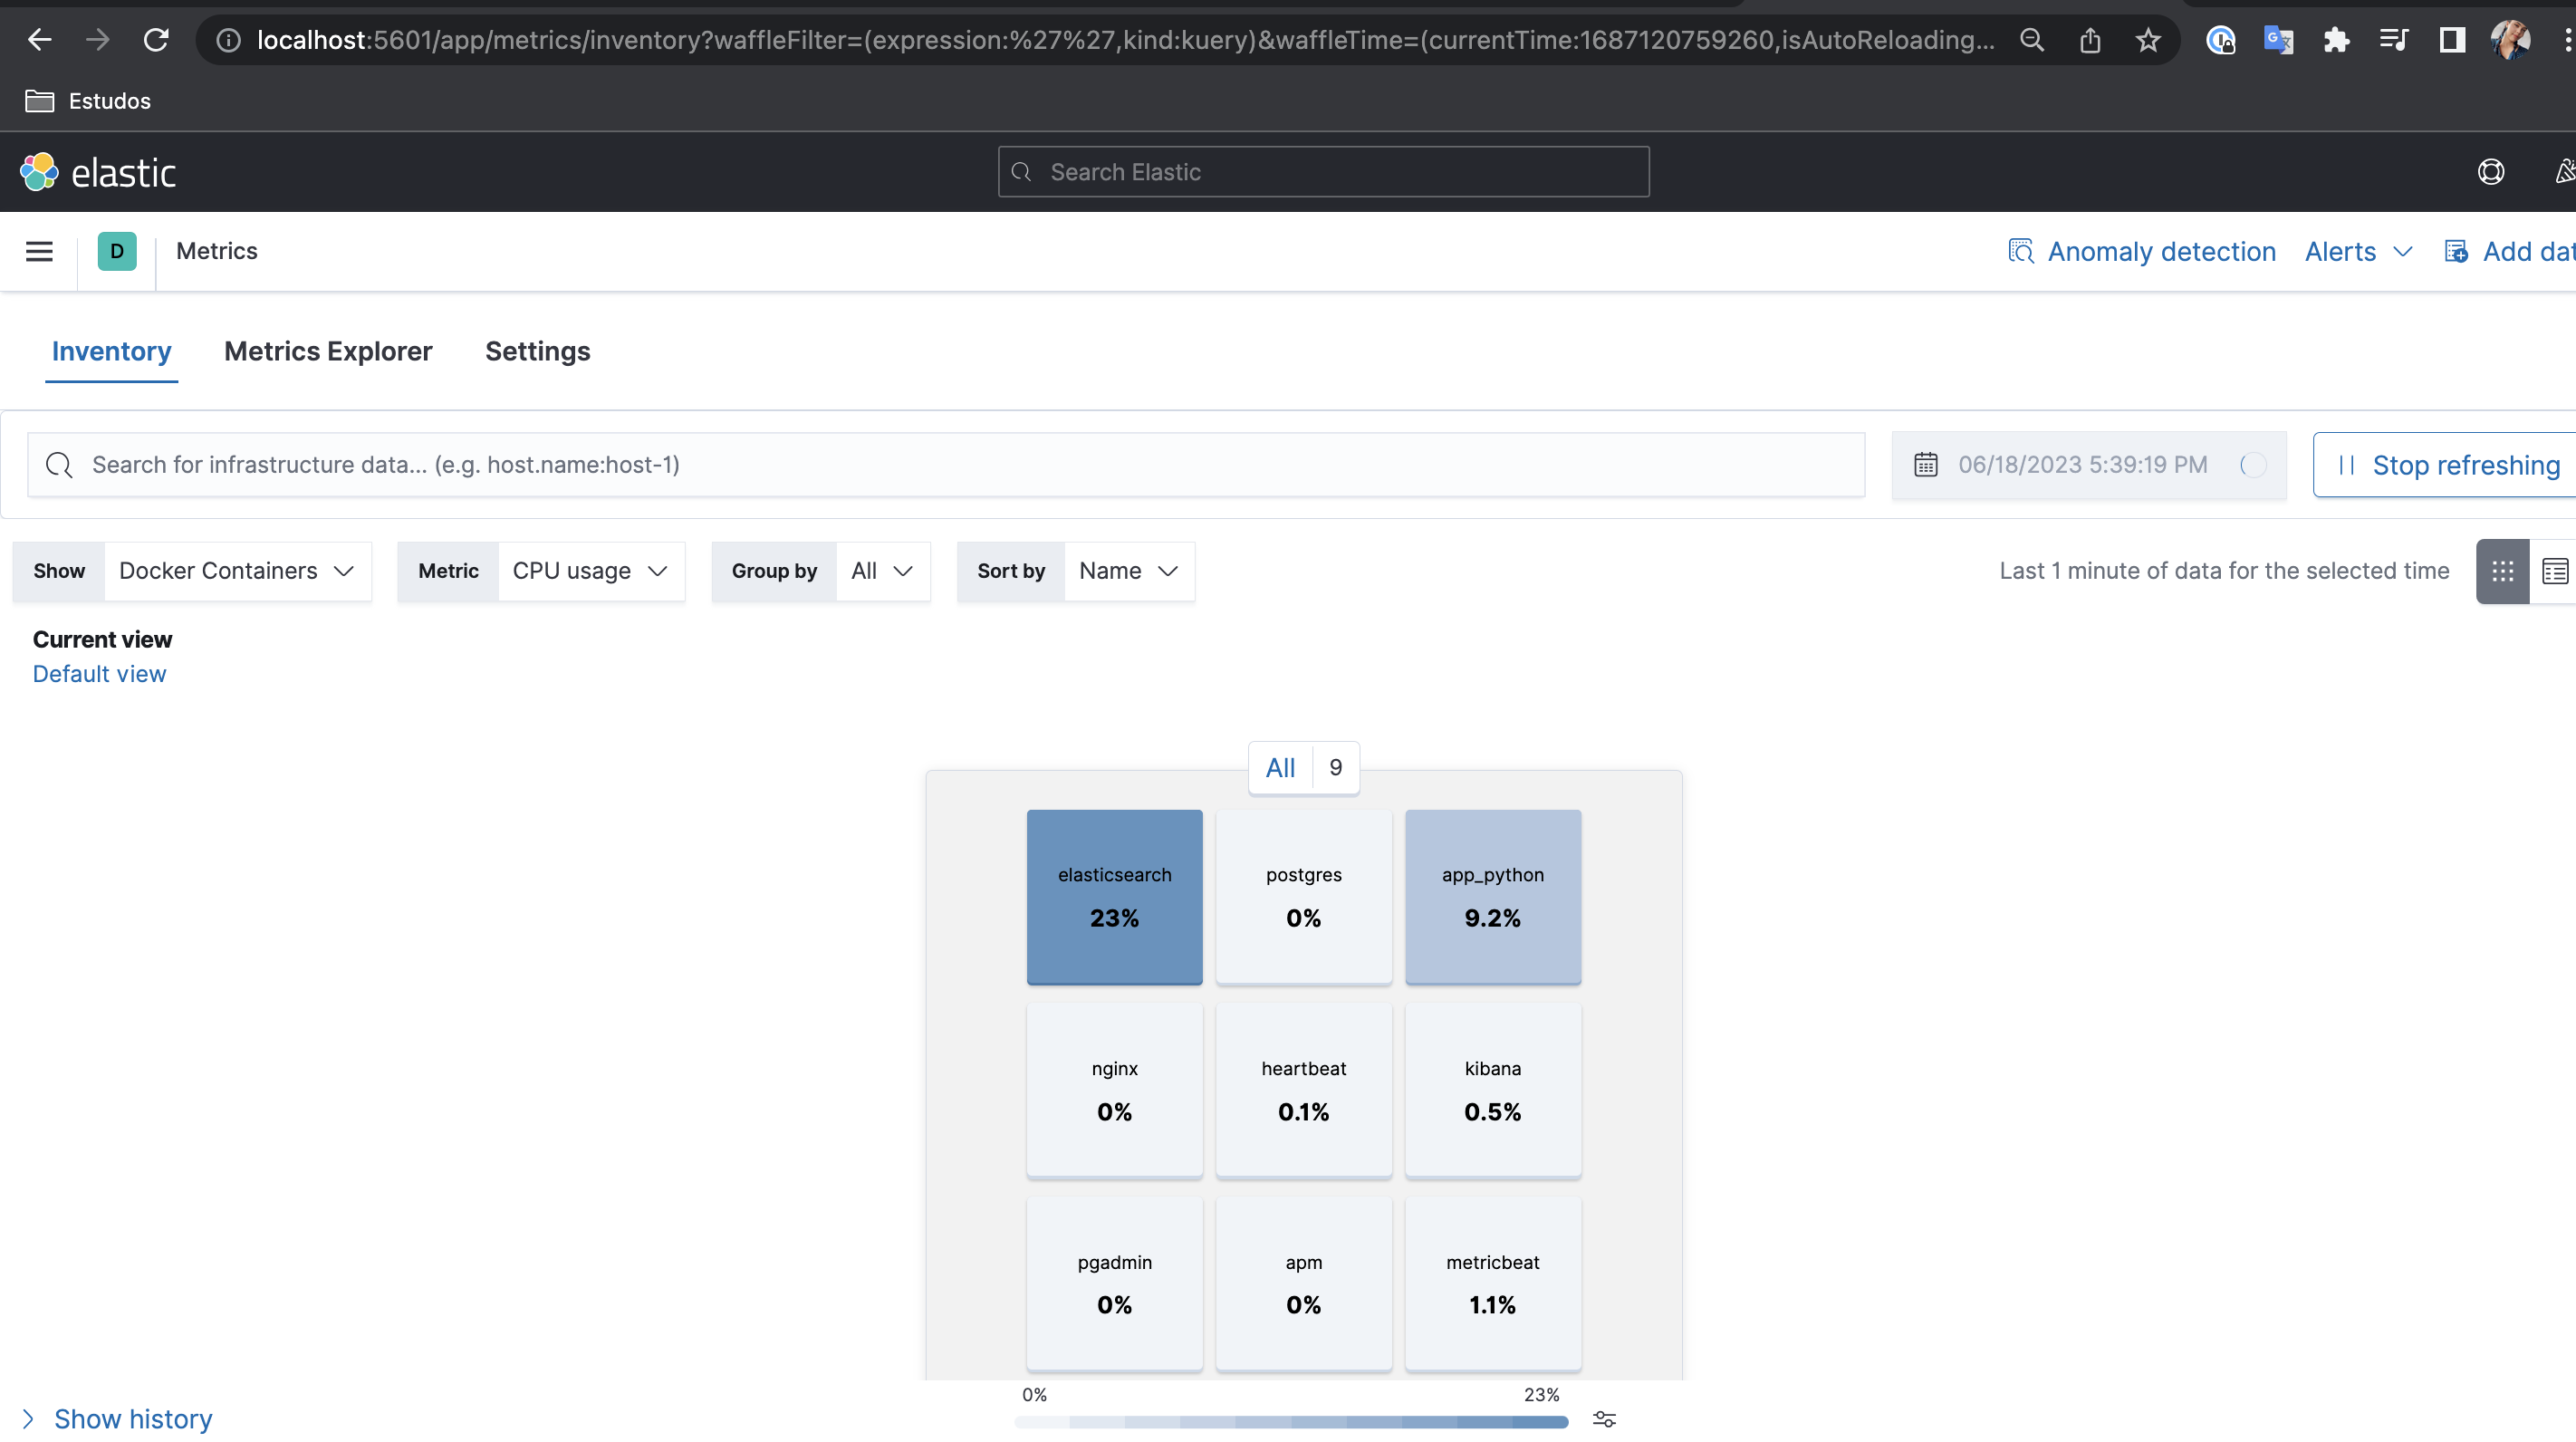 localhost:5601/app/metrics/inventory?waffleFilter=(expression:%27%27,kind:kuery)&waffleTime=(currentTime:1687120759260,isAutoReloading...
Estudos
elastic
Search Elastic
D
Metrics
Anomaly detection
Alerts
Add dat
Inventory
Metrics Explorer
Settings
Search for infrastructure data... (e.g. host.name:host-1)
06/18/2023 5:39:19 PM
Stop refreshing
Show
Docker Containers
Metric
CPU usage
Group by
All
Sort by
Name
Last 1 minute of data for the selected time
Current view
Default view
All
9
elasticsearch
23%
postgres
0%
app_python
9.2%
nginx
0%
heartbeat
0.1%
kibana
0.5%
pgadmin
0%
apm
0%
metricbeat
1.1%
0%
23%
Show history